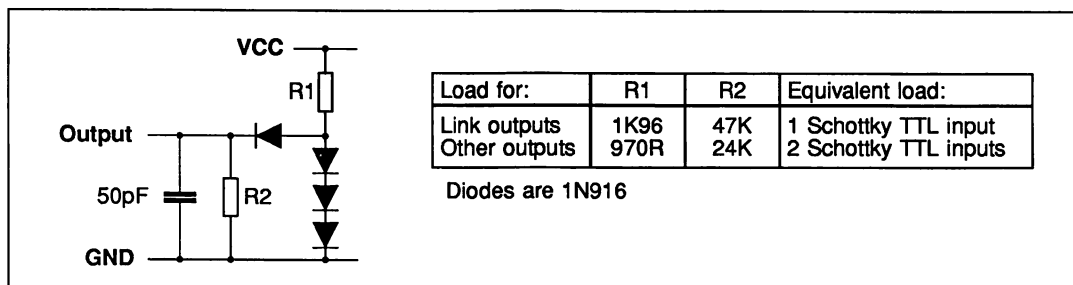 VCC
R1
Output
50pF
R2
GND
Load for: R1 R2 Equivalent load:
Link outputs 1K96 47K 1 Schottky TTL input
Other outputs 970R 24K 2 Schottky TTL inputs
Diodes are 1N916